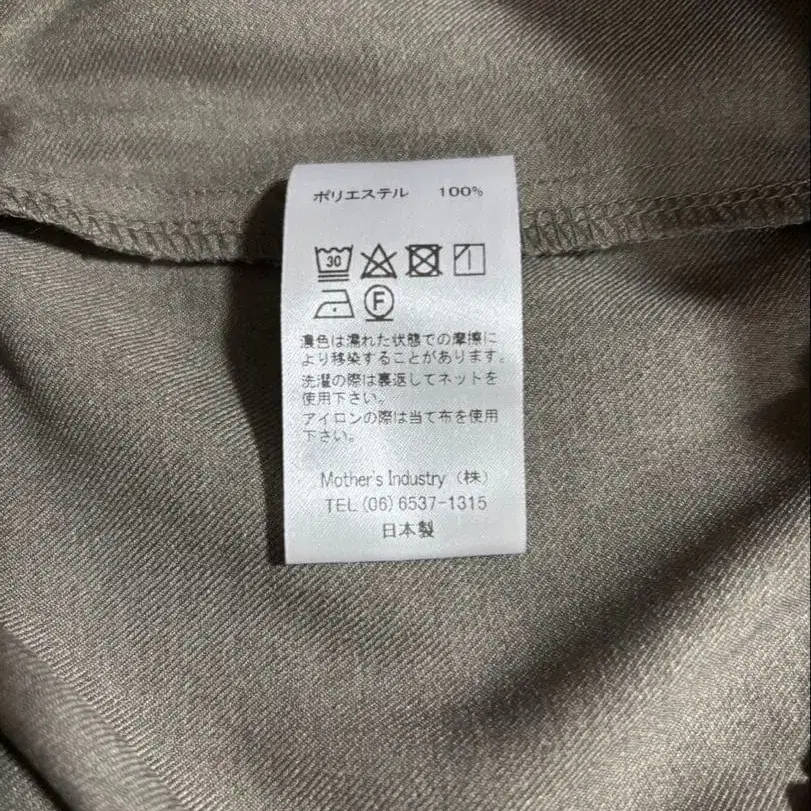 ポリエステル 100%
30
F
濃色は濡れた状態での摩擦に
より移染することがあります。
洗濯の際は裏返してネットを
使用下さい。
アイロンの際は当て布を使用
下さい。
Mother's Industry (株)
TEL (06) 6537-1315
日本製